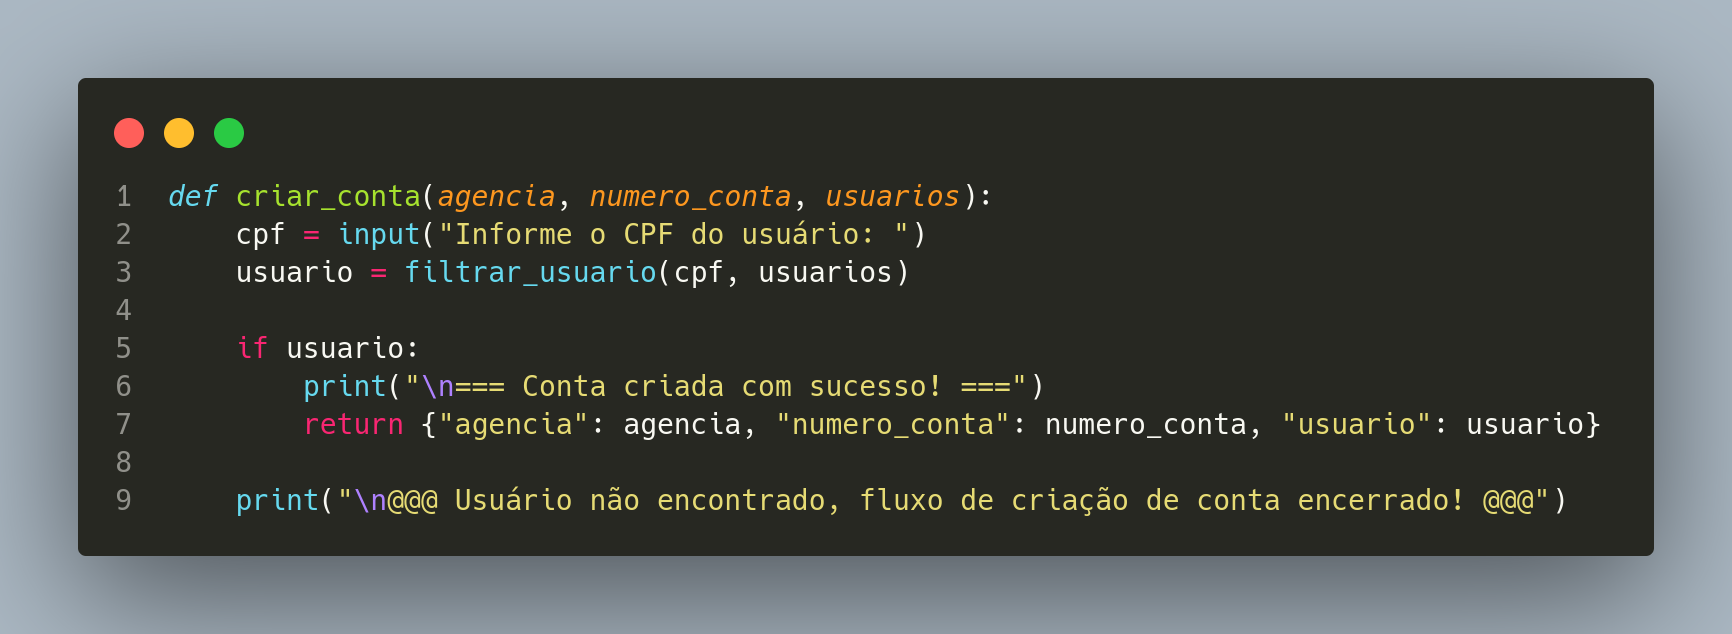 1 def criar_conta(agencia, numero_conta, usuarios):
2     cpf = input("Informe o CPF do usuário: ")
3     usuario = filtrar_usuario(cpf, usuarios)
4
5     if usuario:
6         print("\n=== Conta criada com sucesso! ===")
7         return {"agencia": agencia, "numero_conta": numero_conta, "usuario": usuario}
8
9     print("\n@@@ Usuário não encontrado, fluxo de criação de conta encerrado! @@@")